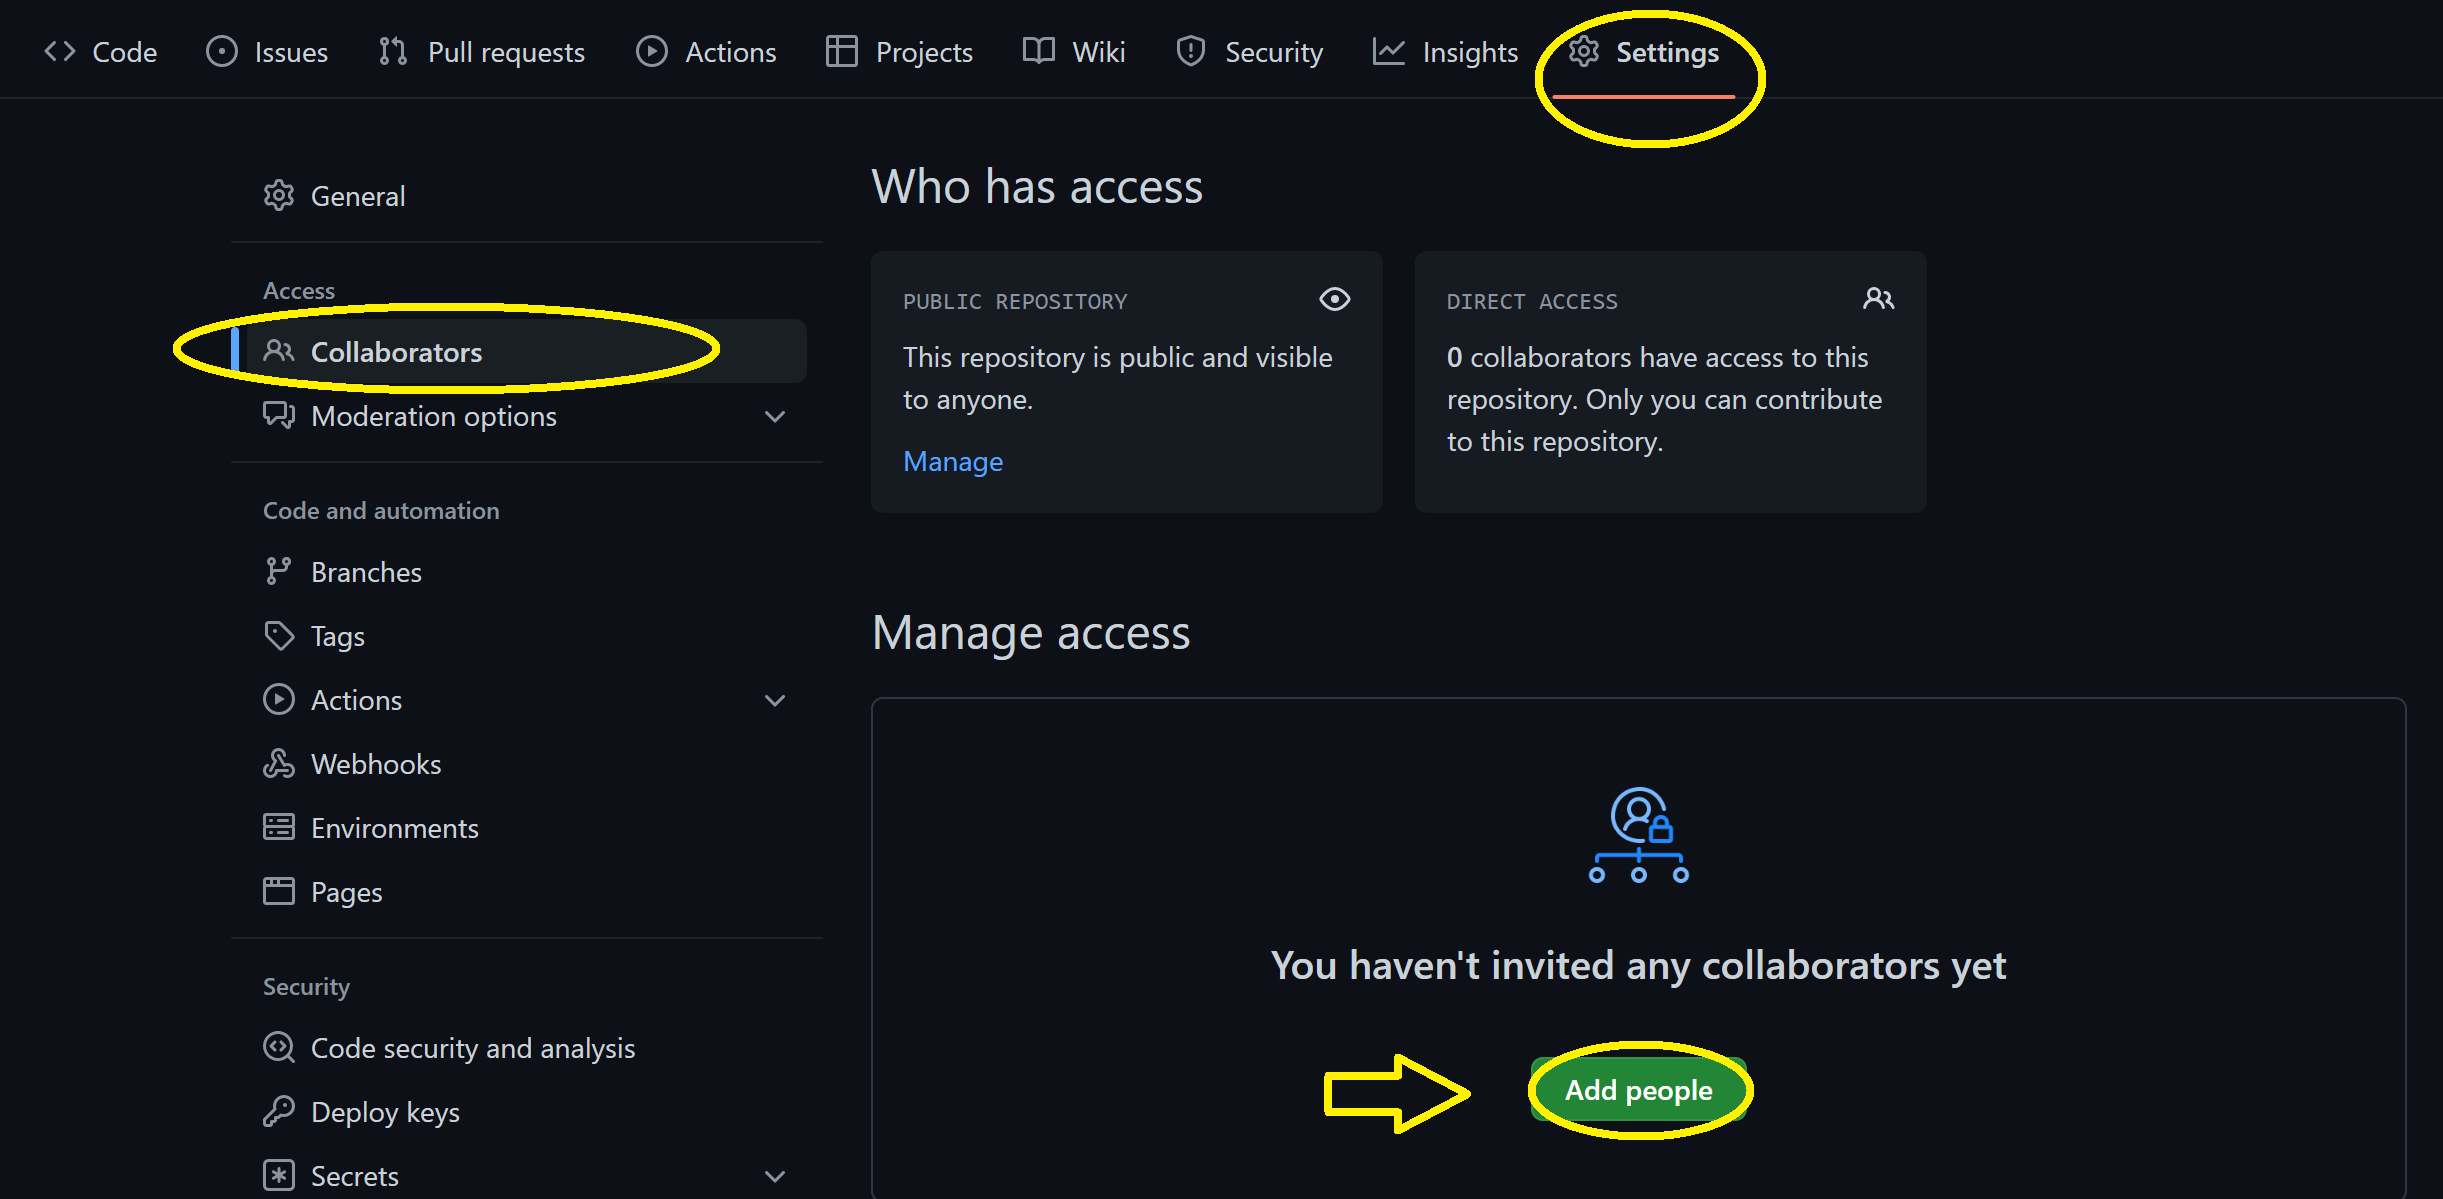 Code
Issues
Pull requests
Actions
Projects
Wiki
Security
Insights
Settings
General
Access
Collaborators
Moderation options
Code and automation
Branches
Tags
Actions
Webhooks
Environments
Pages
Security
Code security and analysis
Deploy keys
Secrets
Who has access
PUBLIC REPOSITORY
This repository is public and visible
to anyone.
Manage
DIRECT ACCESS
0 collaborators have access to this
repository. Only you can contribute
to this repository.
Manage access
You haven't invited any collaborators yet
Add people